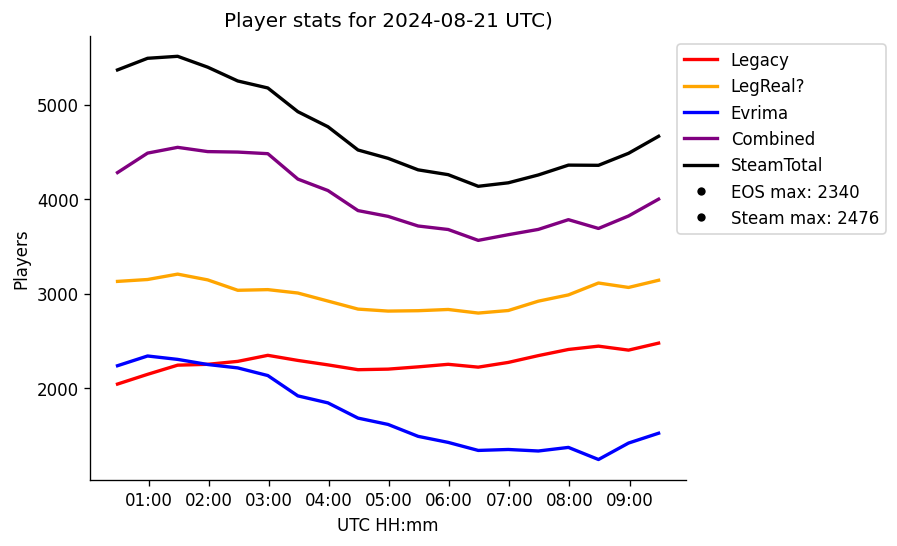 Player stats for 2024-08-21 UTC)
Legacy
LegReal?
Evrima
Combined
SteamTotal
EOS max: 2340
Steam max: 2476
Players
5000
4000
3000
2000
01:00 02:00 03:00 04:00 05:00 06:00 07:00 08:00 09:00
UTC HH:mm